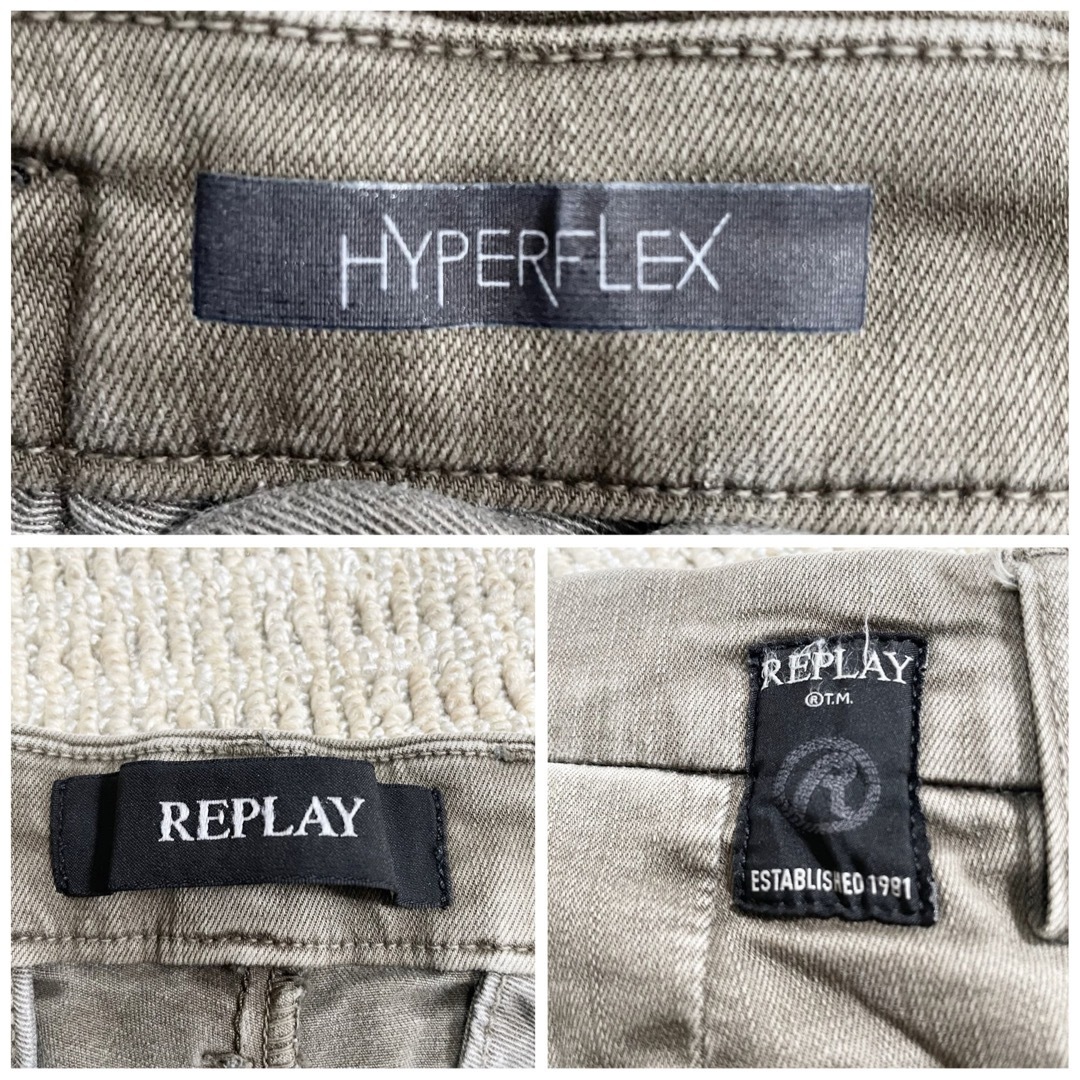 HYPERFLEX
REPLAY
REPLAY
®T.M.
R
ESTABLISHED 1981